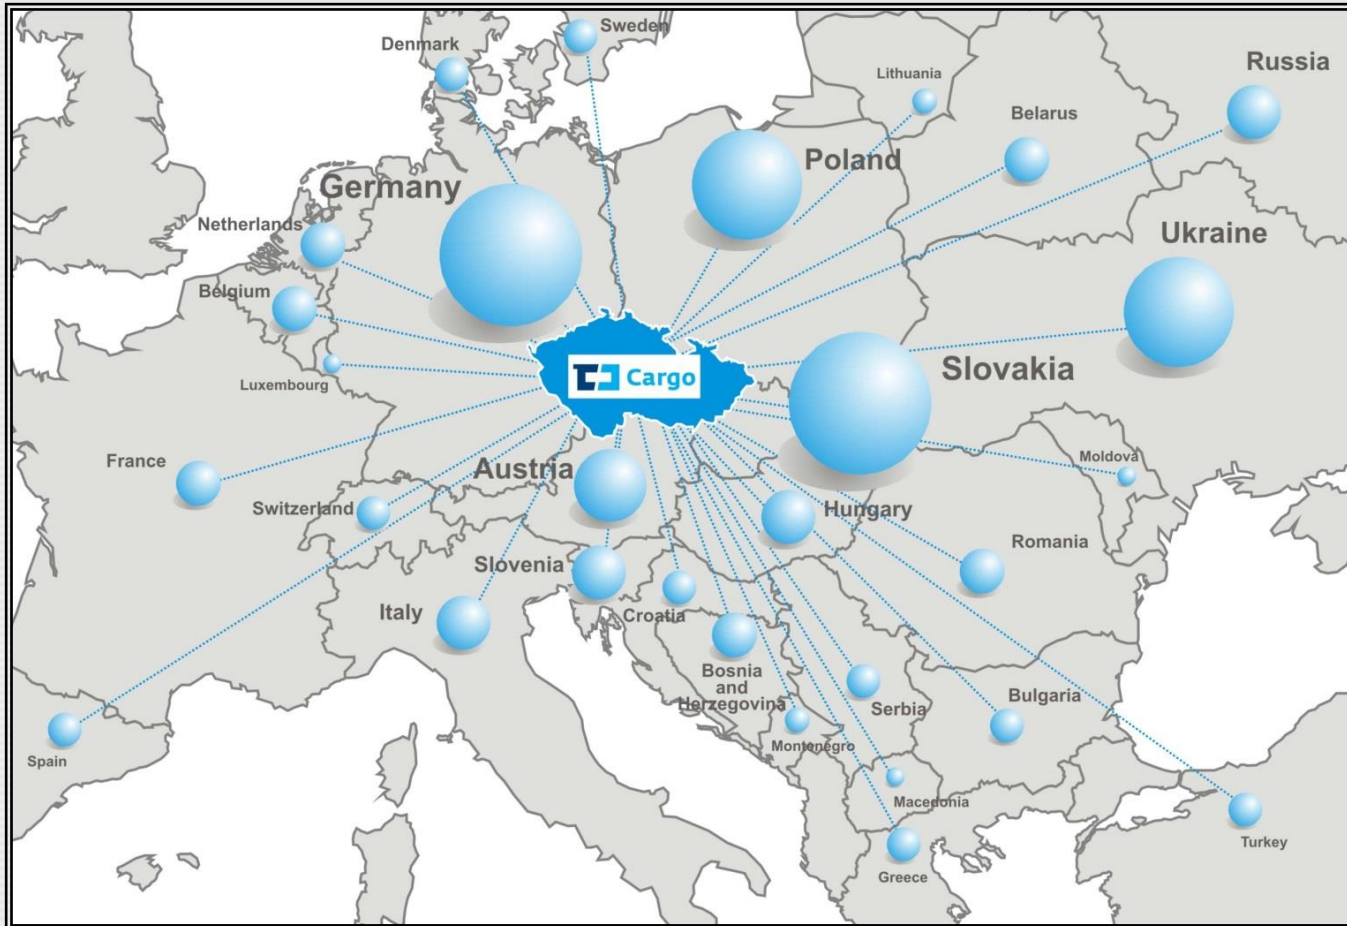 Sweden
Denmark
Russia
Lithuania
Belarus
Poland
Germany
Netherlands
Ukraine
Belgium
Slovakia
Cargo
Luxembourg
Moldova
France
Austria
Switzerland
Hungary
Romania
Slovenia
Italy
Croatia
Bosnia
and
Herzegovina
Serbia
Bulgaria
Montenegro
Spain
Macedonia
Turkey
Greece